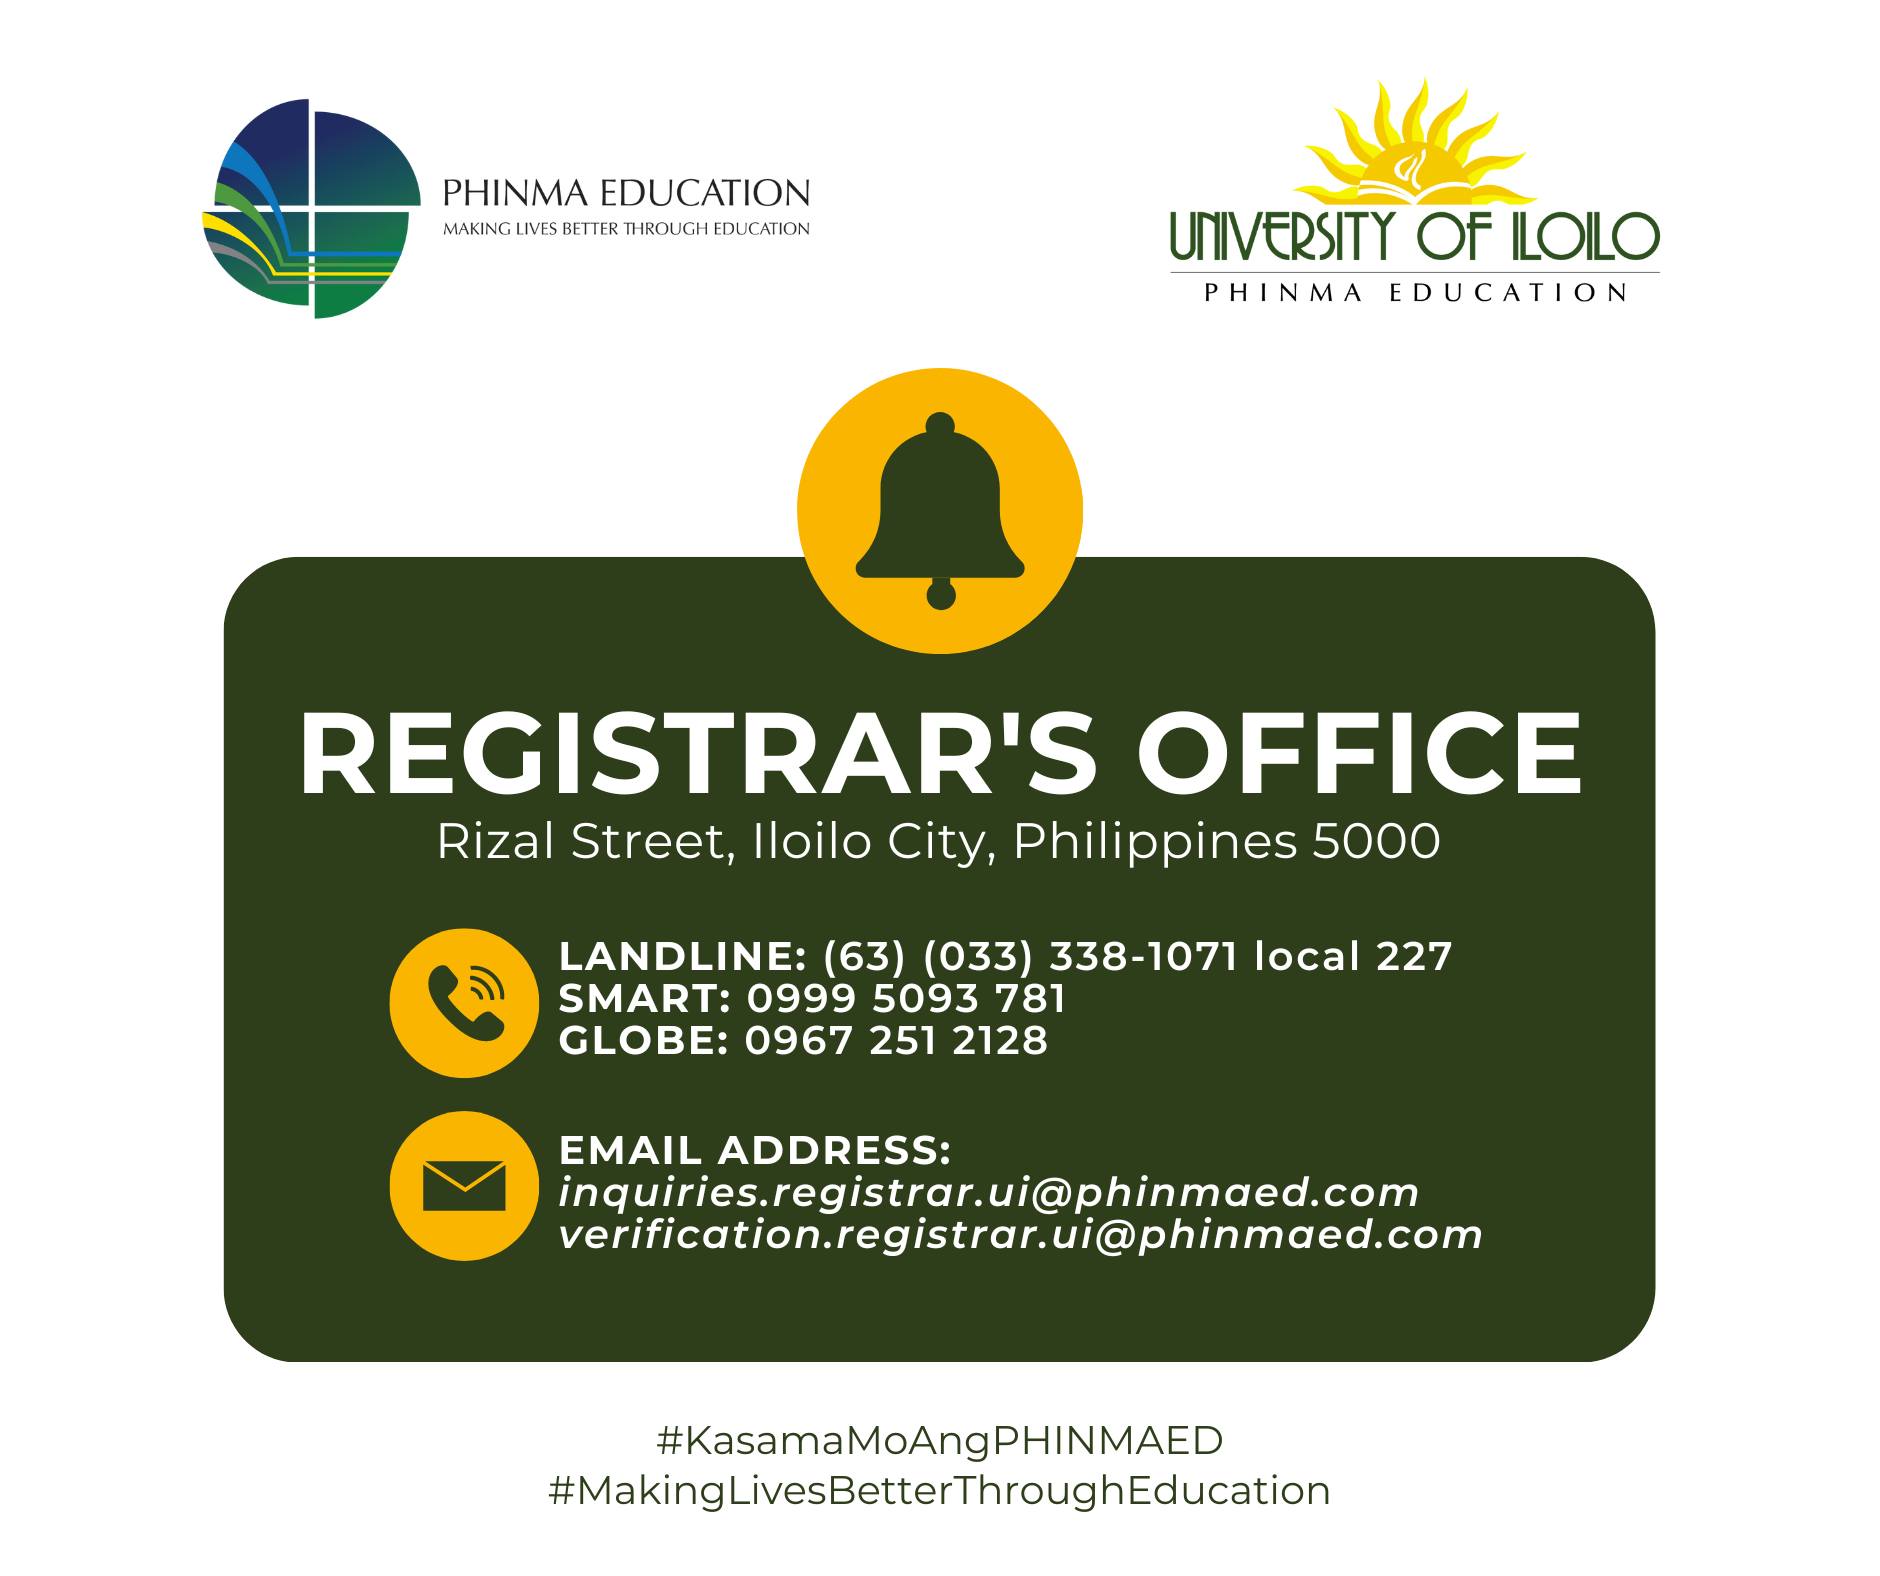 PHINMA EDUCATION
MAKING LIVES BETTER THROUGH EDUCATION
UNIVERSITY OF ILOILO
PHINMA EDUCATION
REGISTRAR'S OFFICE
Rizal Street, Iloilo City, Philippines 5000
LANDLINE: (63) (033) 338-1071 local 227
SMART: 0999 5093 781
GLOBE: 0967 251 2128
EMAIL ADDRESS:
inquiries.registrar.ui@phinmaed.com
verification.registrar.ui@phinmaed.com
#KasamaMoAngPHINMAED
#MakingLivesBetterThroughEducation